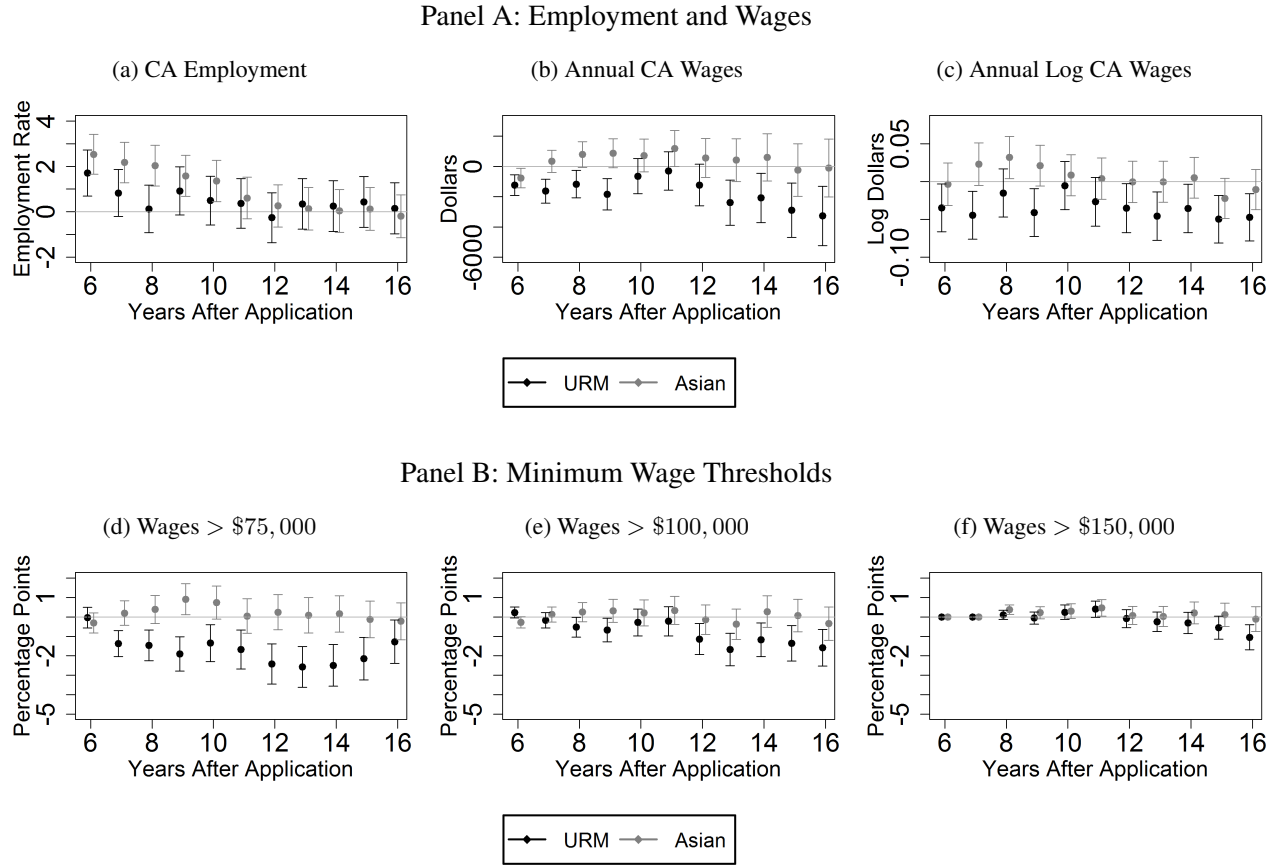 Panel A: Employment and Wages
(a) CA Employment
(b) Annual CA Wages
(c) Annual Log CA Wages
Employment Rate
4
2
0
-2
6 8 10 12 14 16
Years After Application
Dollars
0
-6000
6 8 10 12 14 16
Years After Application
Log Dollars
0.05
-0.10
6 8 10 12 14 16
Years After Application
URM Asian
Panel B: Minimum Wage Thresholds
(d) Wages > $75,000
(e) Wages > $100,000
(f) Wages > $150,000
Percentage Points
1
-2
-5
6 8 10 12 14 16
Years After Application
Percentage Points
1
-2
-5
6 8 10 12 14 16
Years After Application
Percentage Points
1
-2
-5
6 8 10 12 14 16
Years After Application
URM Asian